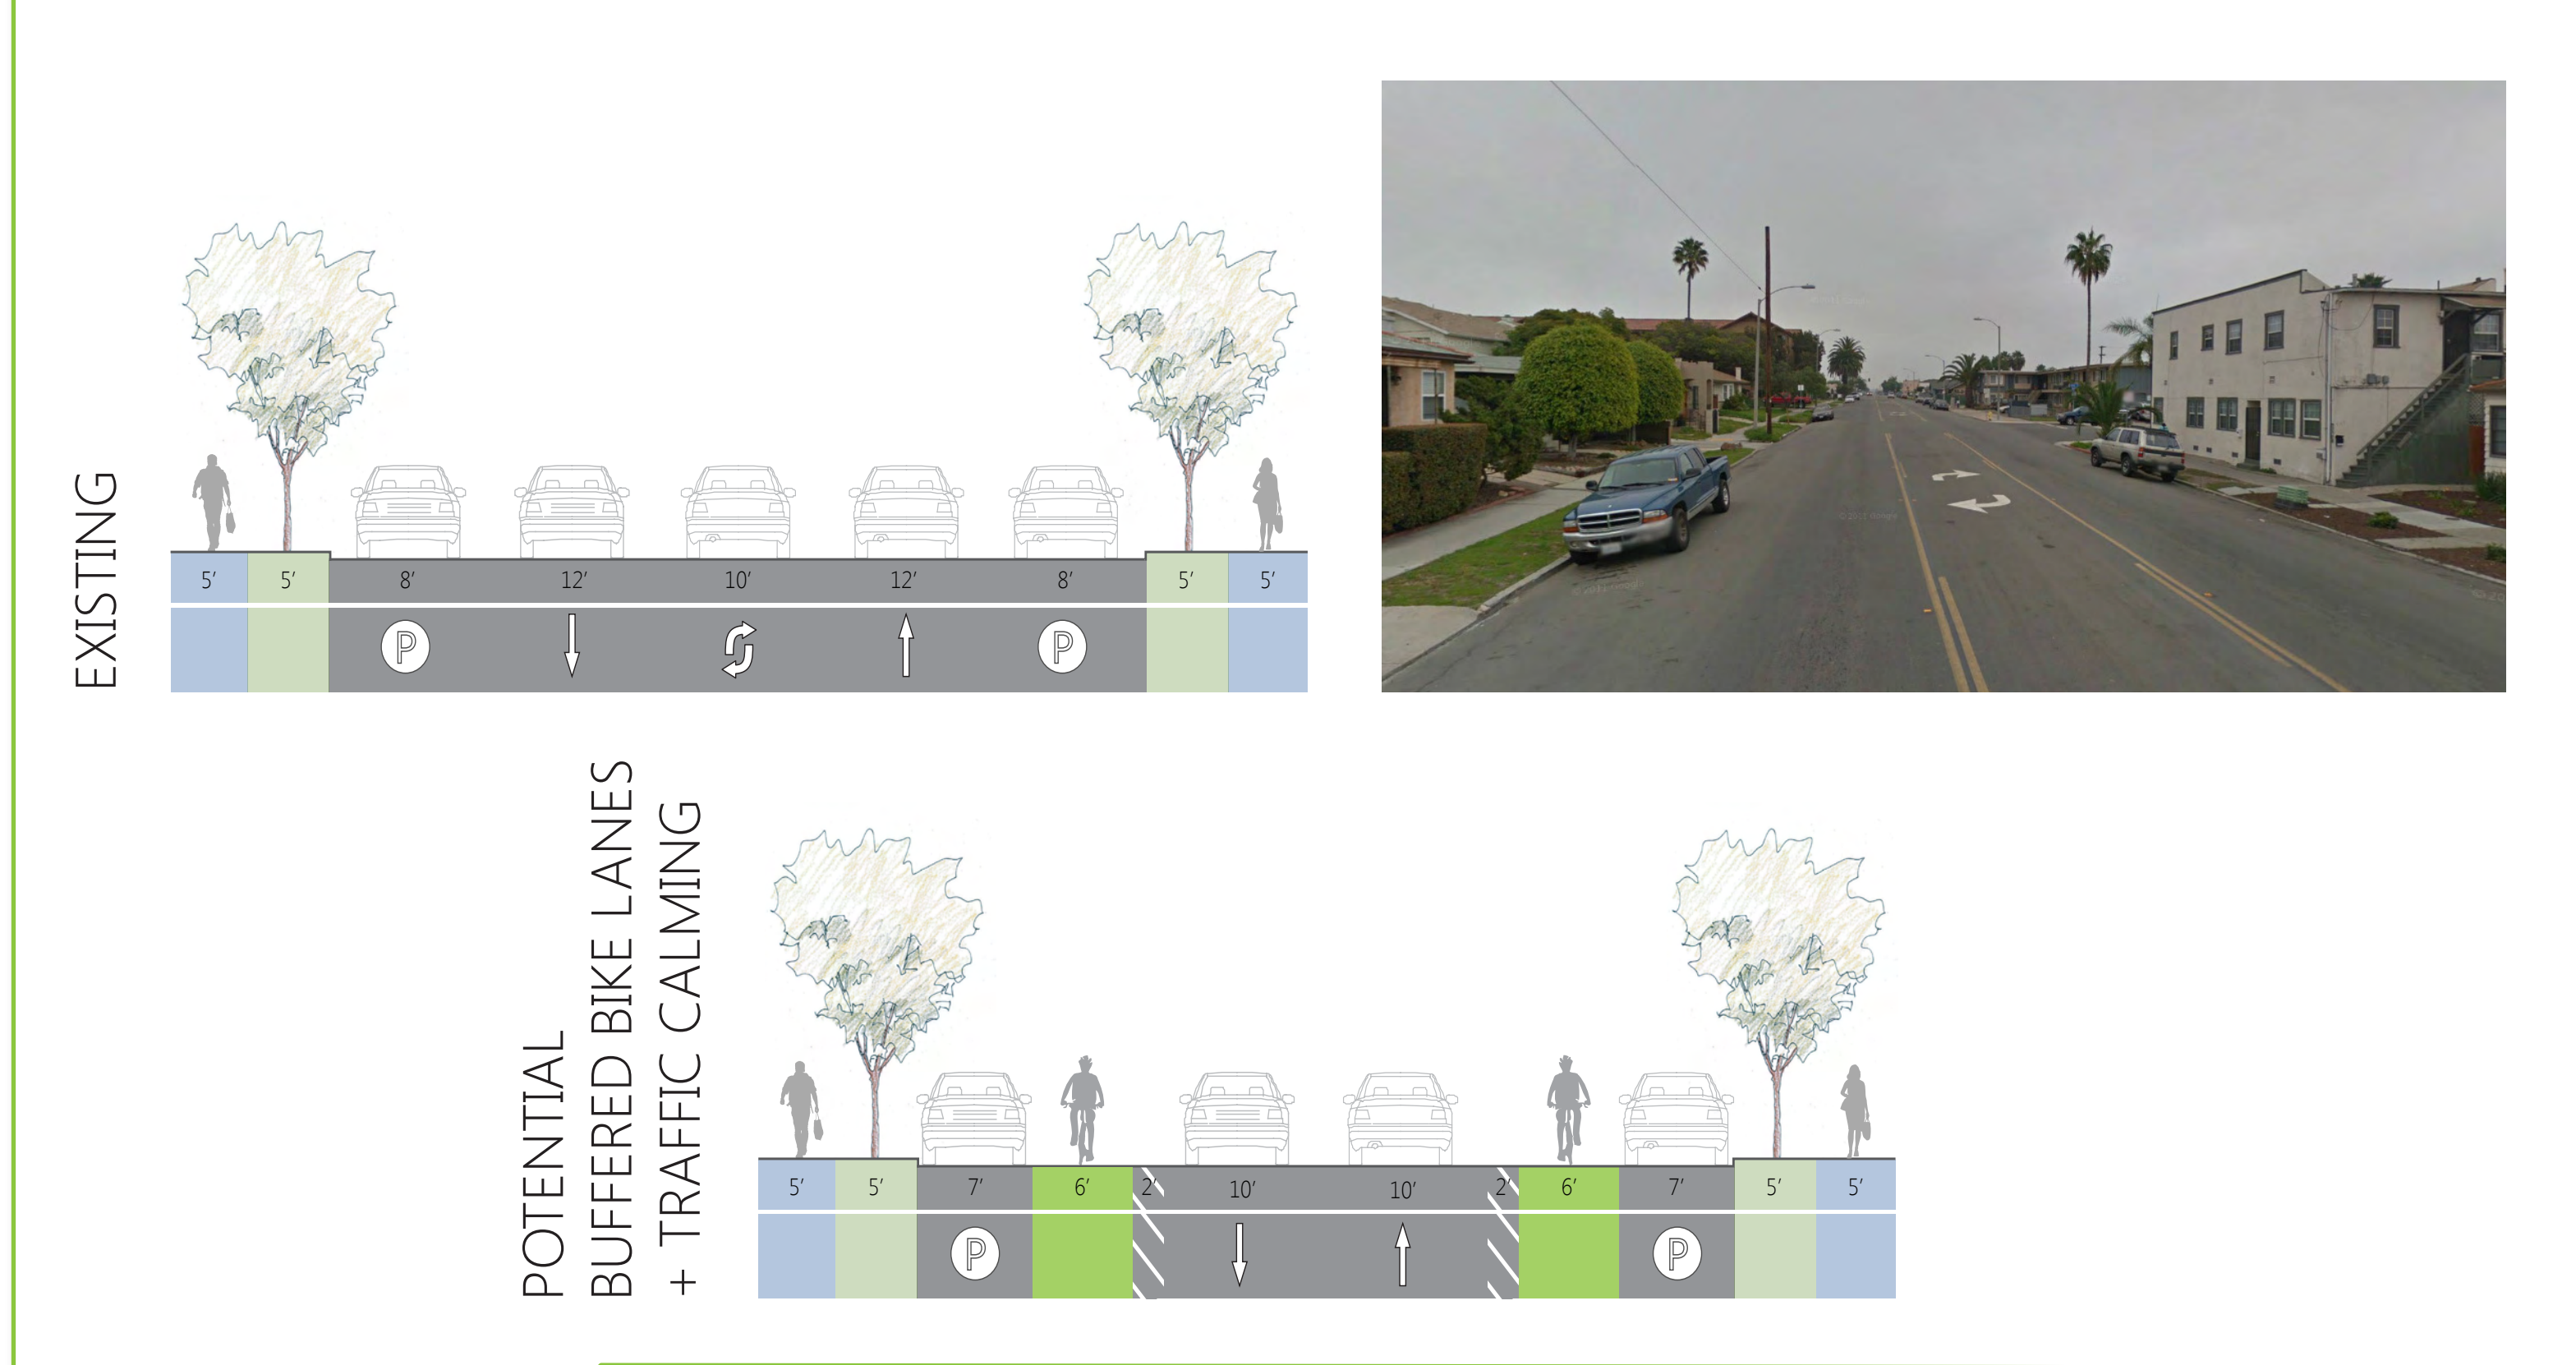 EXISTING
5′ 5′ 8′ 12′ 10′ 12′ 8′ 5′ 5′
P P
POTENTIAL
BUFFERED BIKE LANES
+ TRAFFIC CALMING
5′ 5′ 7′ 6′ 2′ 10′ 10′ 2′ 6′ 7′ 5′ 5′
P P